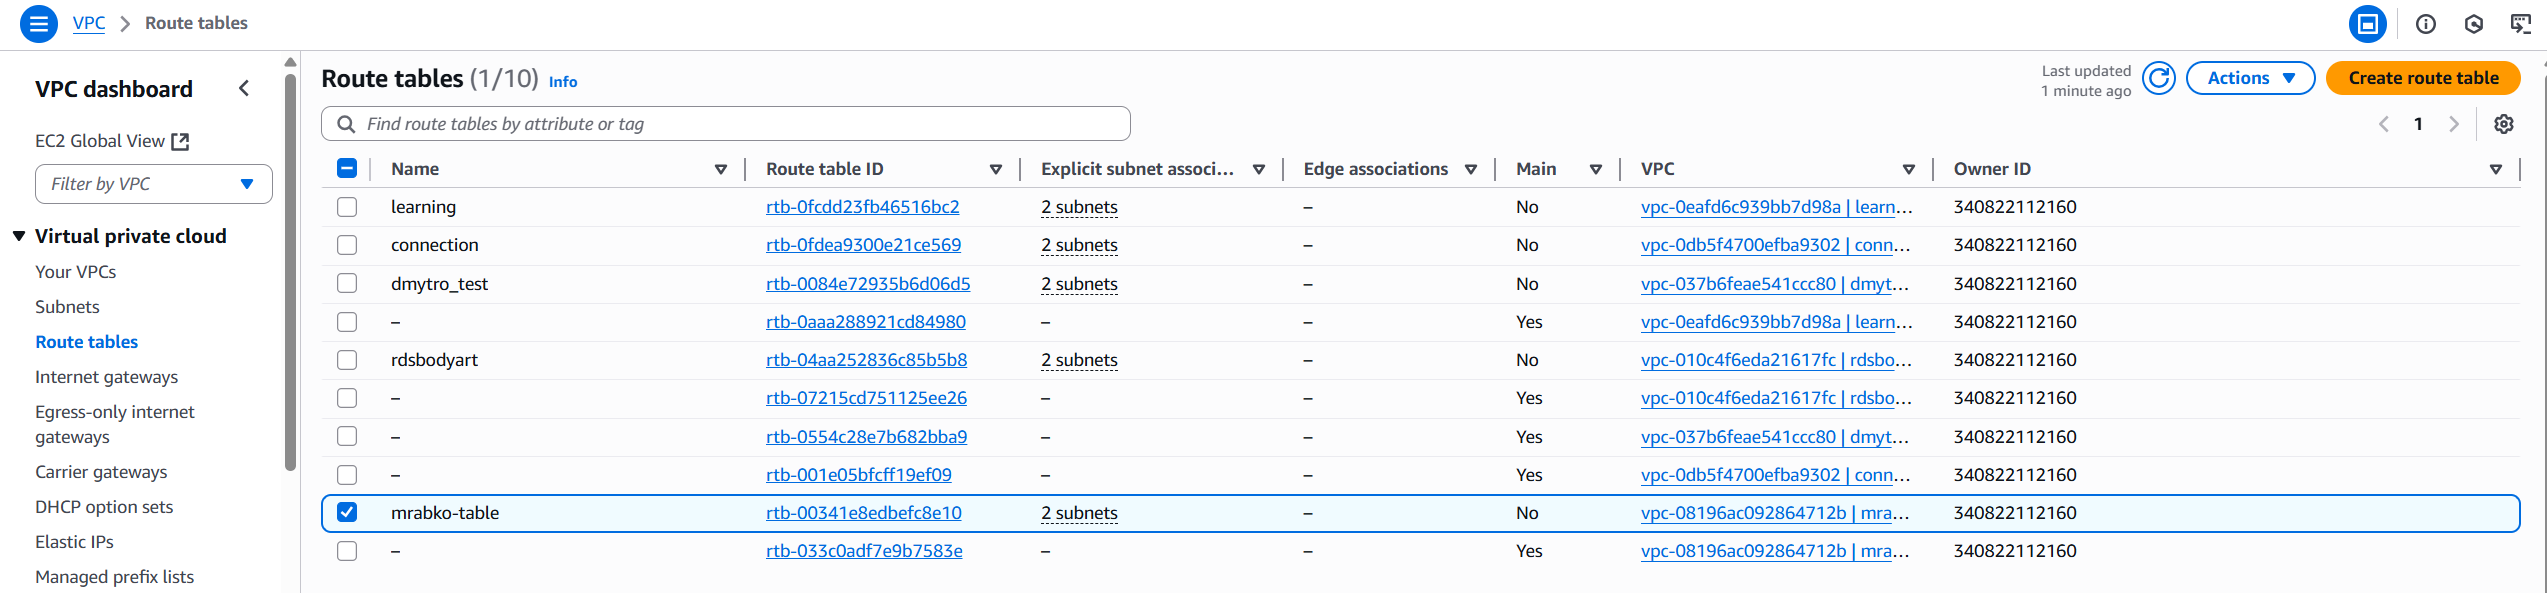 VPC > Route tables
VPC dashboard
EC2 Global View
Filter by VPC
Virtual private cloud
Your VPCs
Subnets
Route tables
Internet gateways
Egress-only internet
gateways
Carrier gateways
DHCP option sets
Elastic IPs
Managed prefix lists
Route tables (1/10) Info
Last updated
1 minute ago
Actions
Create route table
Find route tables by attribute or tag
1
Name Route table ID Explicit subnet associ... Edge associations Main VPC Owner ID
learning rtb-0fcdd23fb46516bc2 2 subnets – No vpc-0eafd6c939bb7d98a | learn... 340822112160
connection rtb-0fdea9300e21ce569 2 subnets – No vpc-0db5f4700efba9302 | conn... 340822112160
dmytro_test rtb-0084e72935b6d06d5 2 subnets – No vpc-037b6feae541ccc80 | dmyt... 340822112160
– rtb-0aaa288921cd84980 – – Yes vpc-0eafd6c939bb7d98a | learn... 340822112160
rdsbodyart rtb-04aa252836c85b5b8 2 subnets – No vpc-010c4f6eda21617fc | rdsbo... 340822112160
– rtb-07215cd751125ee26 – – Yes vpc-010c4f6eda21617fc | rdsbo... 340822112160
– rtb-0554c28e7b682bba9 – – Yes vpc-037b6feae541ccc80 | dmyt... 340822112160
– rtb-001e05bfcff19ef09 – – Yes vpc-0db5f4700efba9302 | conn... 340822112160
mrabko-table rtb-00341e8edbefc8e10 2 subnets – No vpc-08196ac092864712b | mra... 340822112160
– rtb-033c0adf7e9b7583e – – Yes vpc-08196ac092864712b | mra... 340822112160